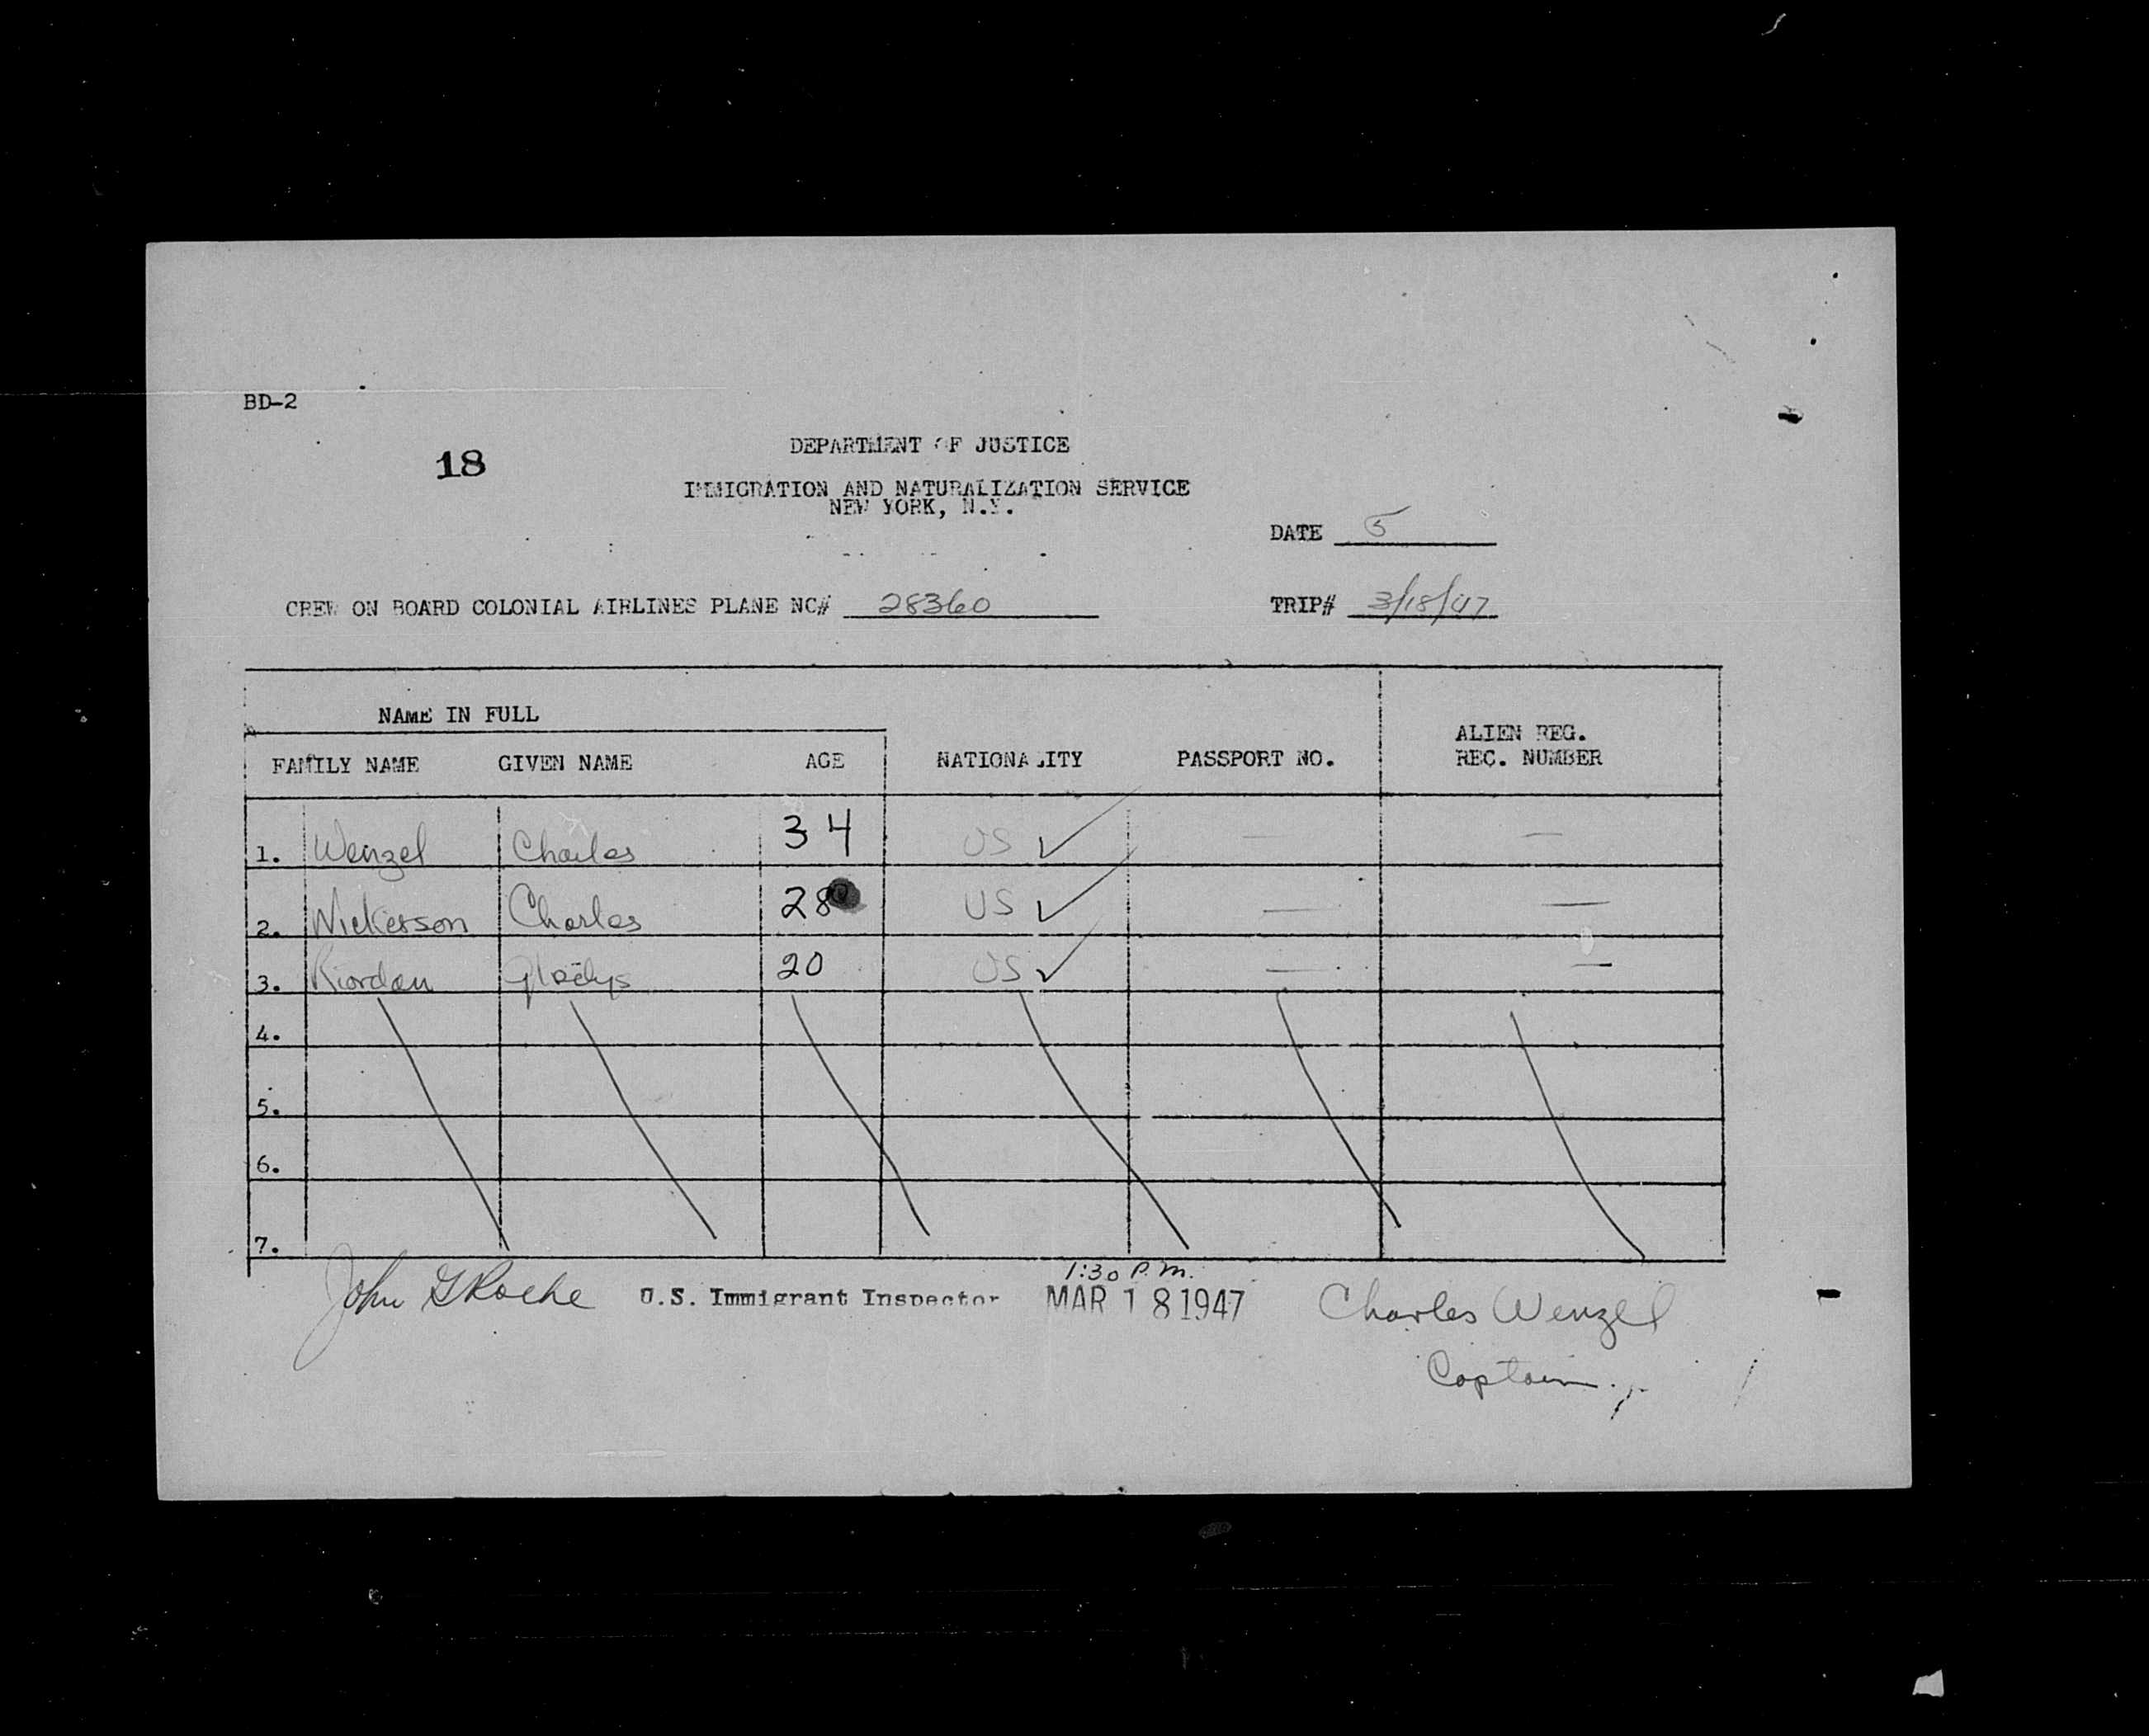 BD-2
18
DEPARTMENT OF JUSTICE
IMMIGRATION AND NATURALIZATION SERVICE
NEW YORK, N.Y.
DATE 5
CREW ON BOARD COLONIAL AIRLINES PLANE NC# 28360 TRIP# 3/18/47
NAME IN FULL
ALIEN REG.
FAMILY NAME GIVEN NAME AGE NATIONALITY PASSPORT NO. REC. NUMBER
1. Wenzel Charles 34 US ✓ — —
2. Nickerson Charles 28 US ✓ — —
3. Riordan Gladys 20 US ✓ — —
4.
5.
6.
7.
1:30 P.M.
John G Roche U.S. Immigrant Inspector MAR 18 1947 Charles Wenzel
Captain.